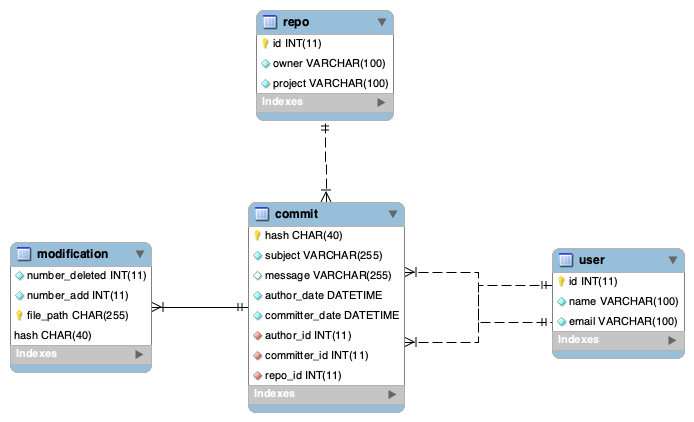 repo
id INT(11)
owner VARCHAR(100)
project VARCHAR(100)
Indexes
commit
hash CHAR(40)
subject VARCHAR(255)
message VARCHAR(255)
author_date DATETIME
committer_date DATETIME
author_id INT(11)
committer_id INT(11)
repo_id INT(11)
Indexes
modification
number_deleted INT(11)
number_add INT(11)
file_path CHAR(255)
hash CHAR(40)
Indexes
user
id INT(11)
name VARCHAR(100)
email VARCHAR(100)
Indexes